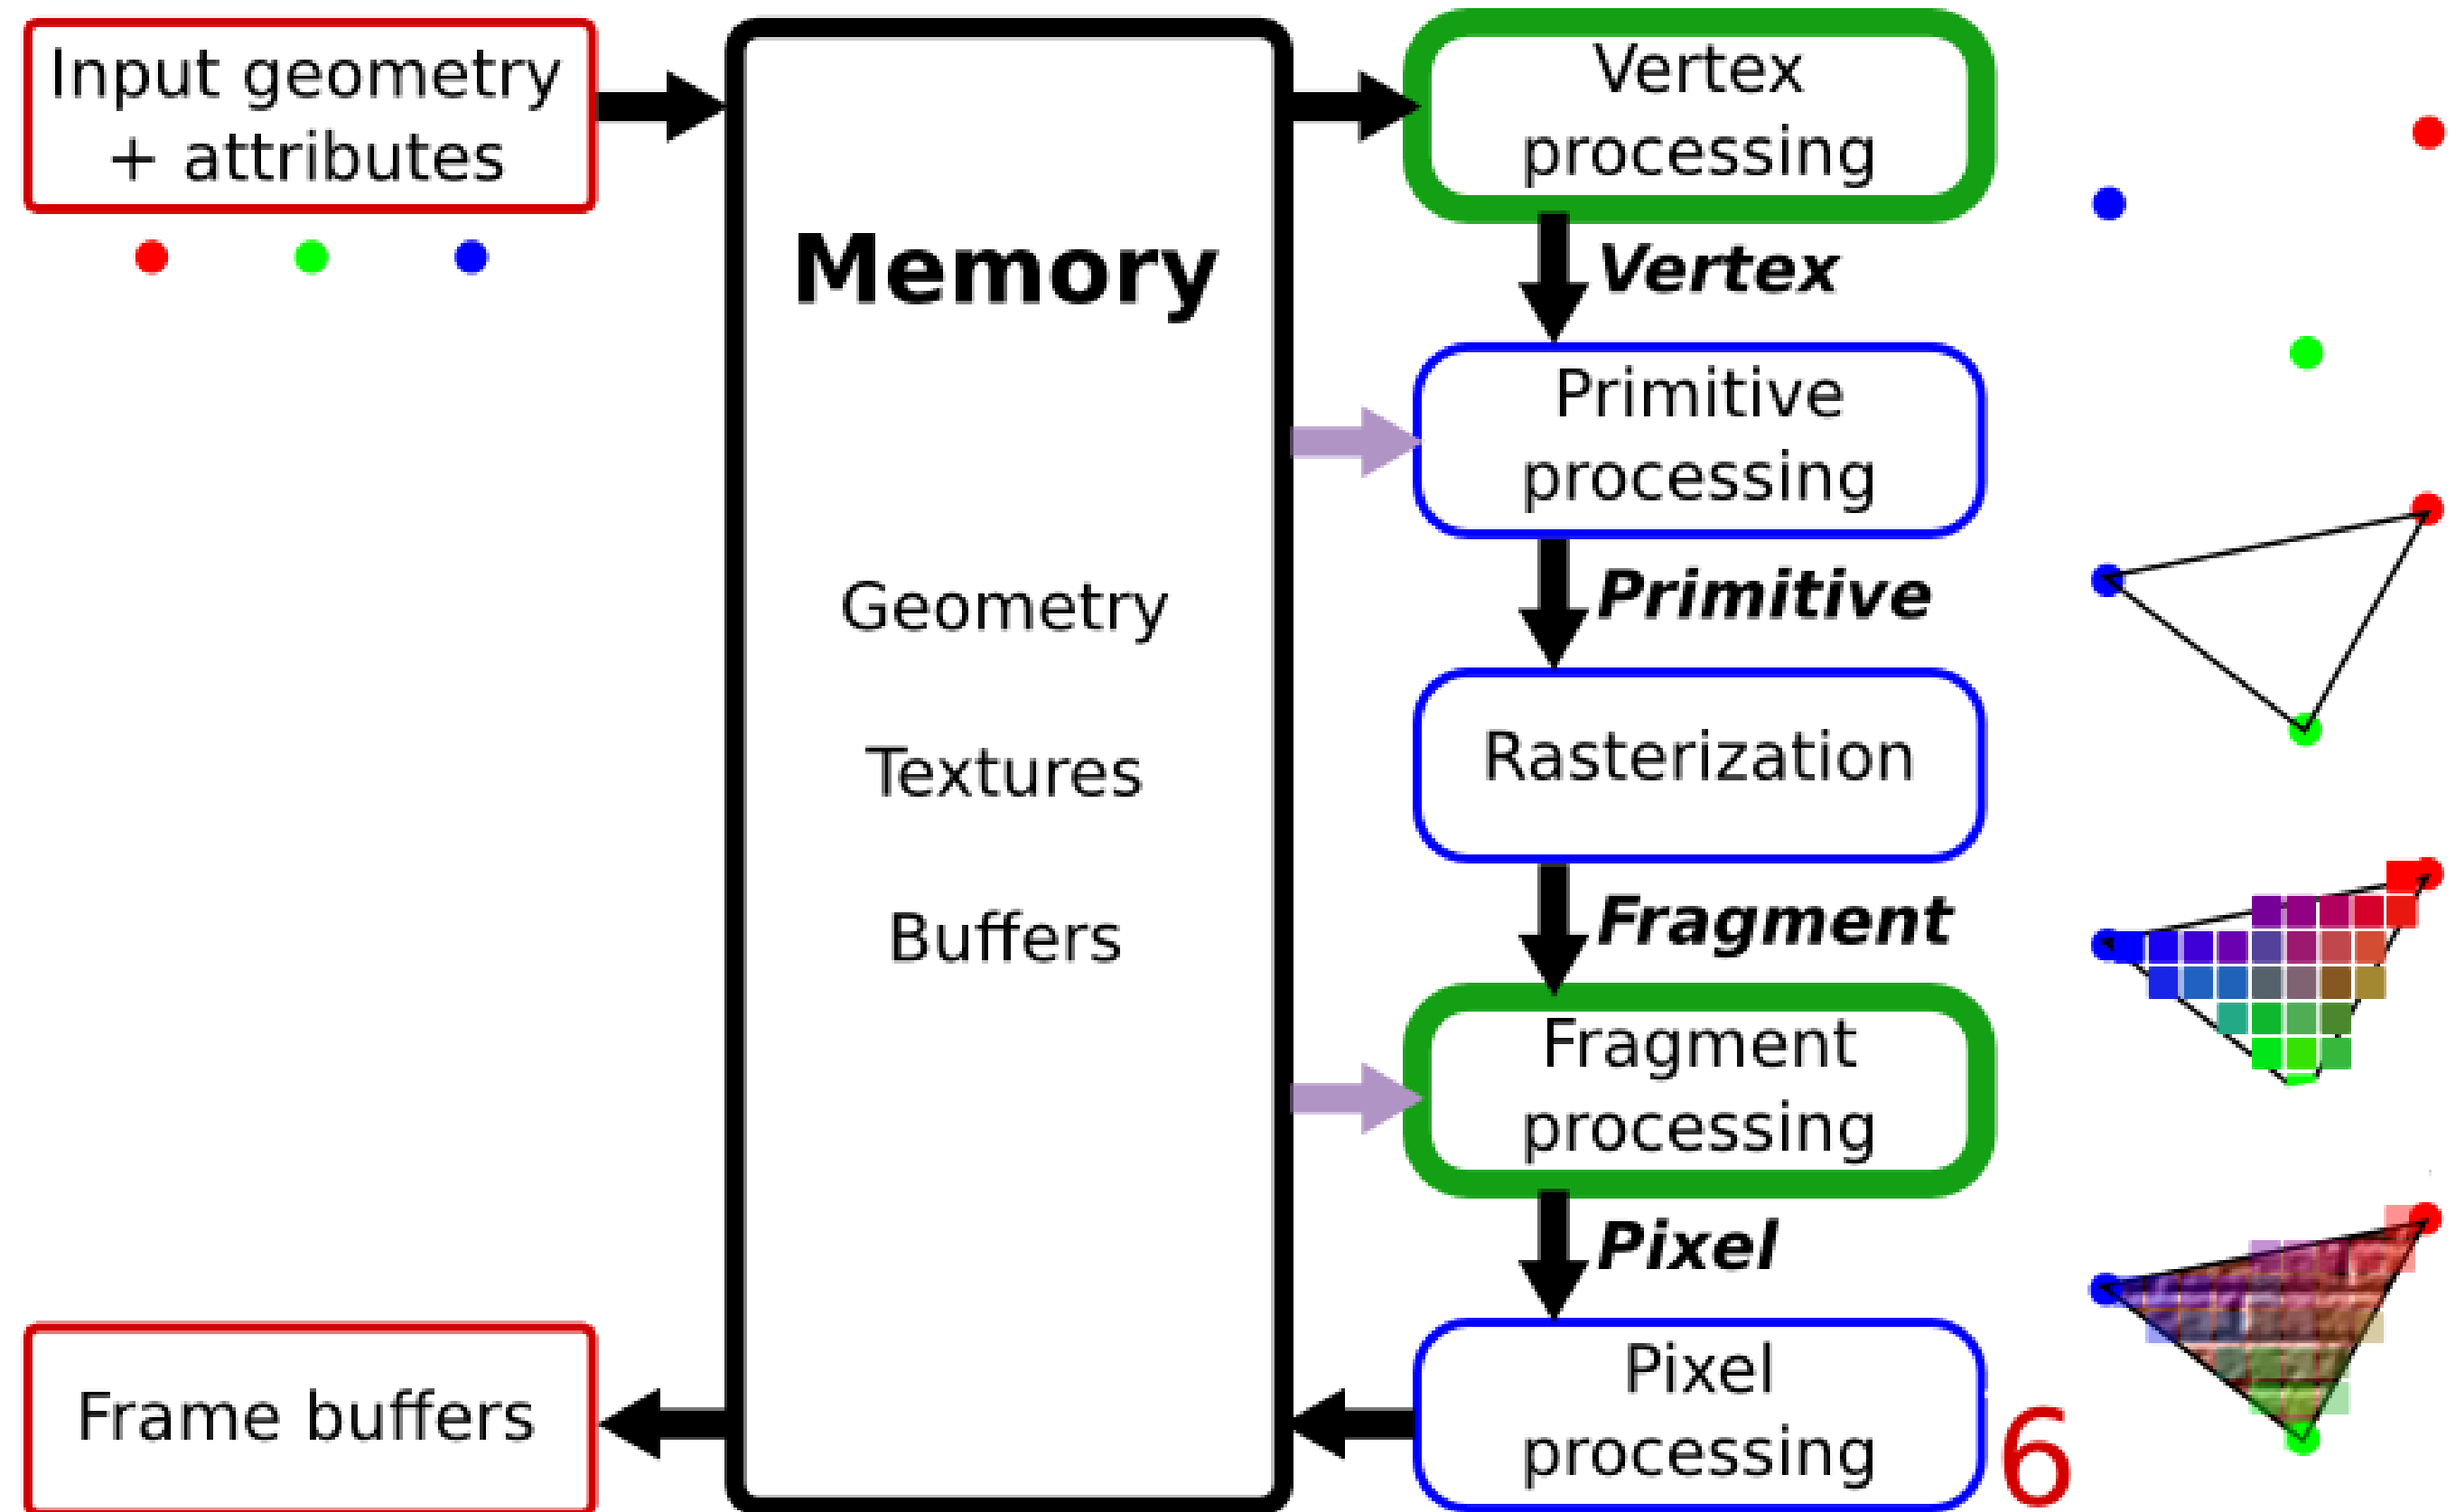 Input geometry
+ attributes
Memory
Geometry
Textures
Buffers
Vertex
processing
Vertex
Primitive
processing
Primitive
Rasterization
Fragment
Fragment
processing
Pixel
Pixel
processing
6
Frame buffers